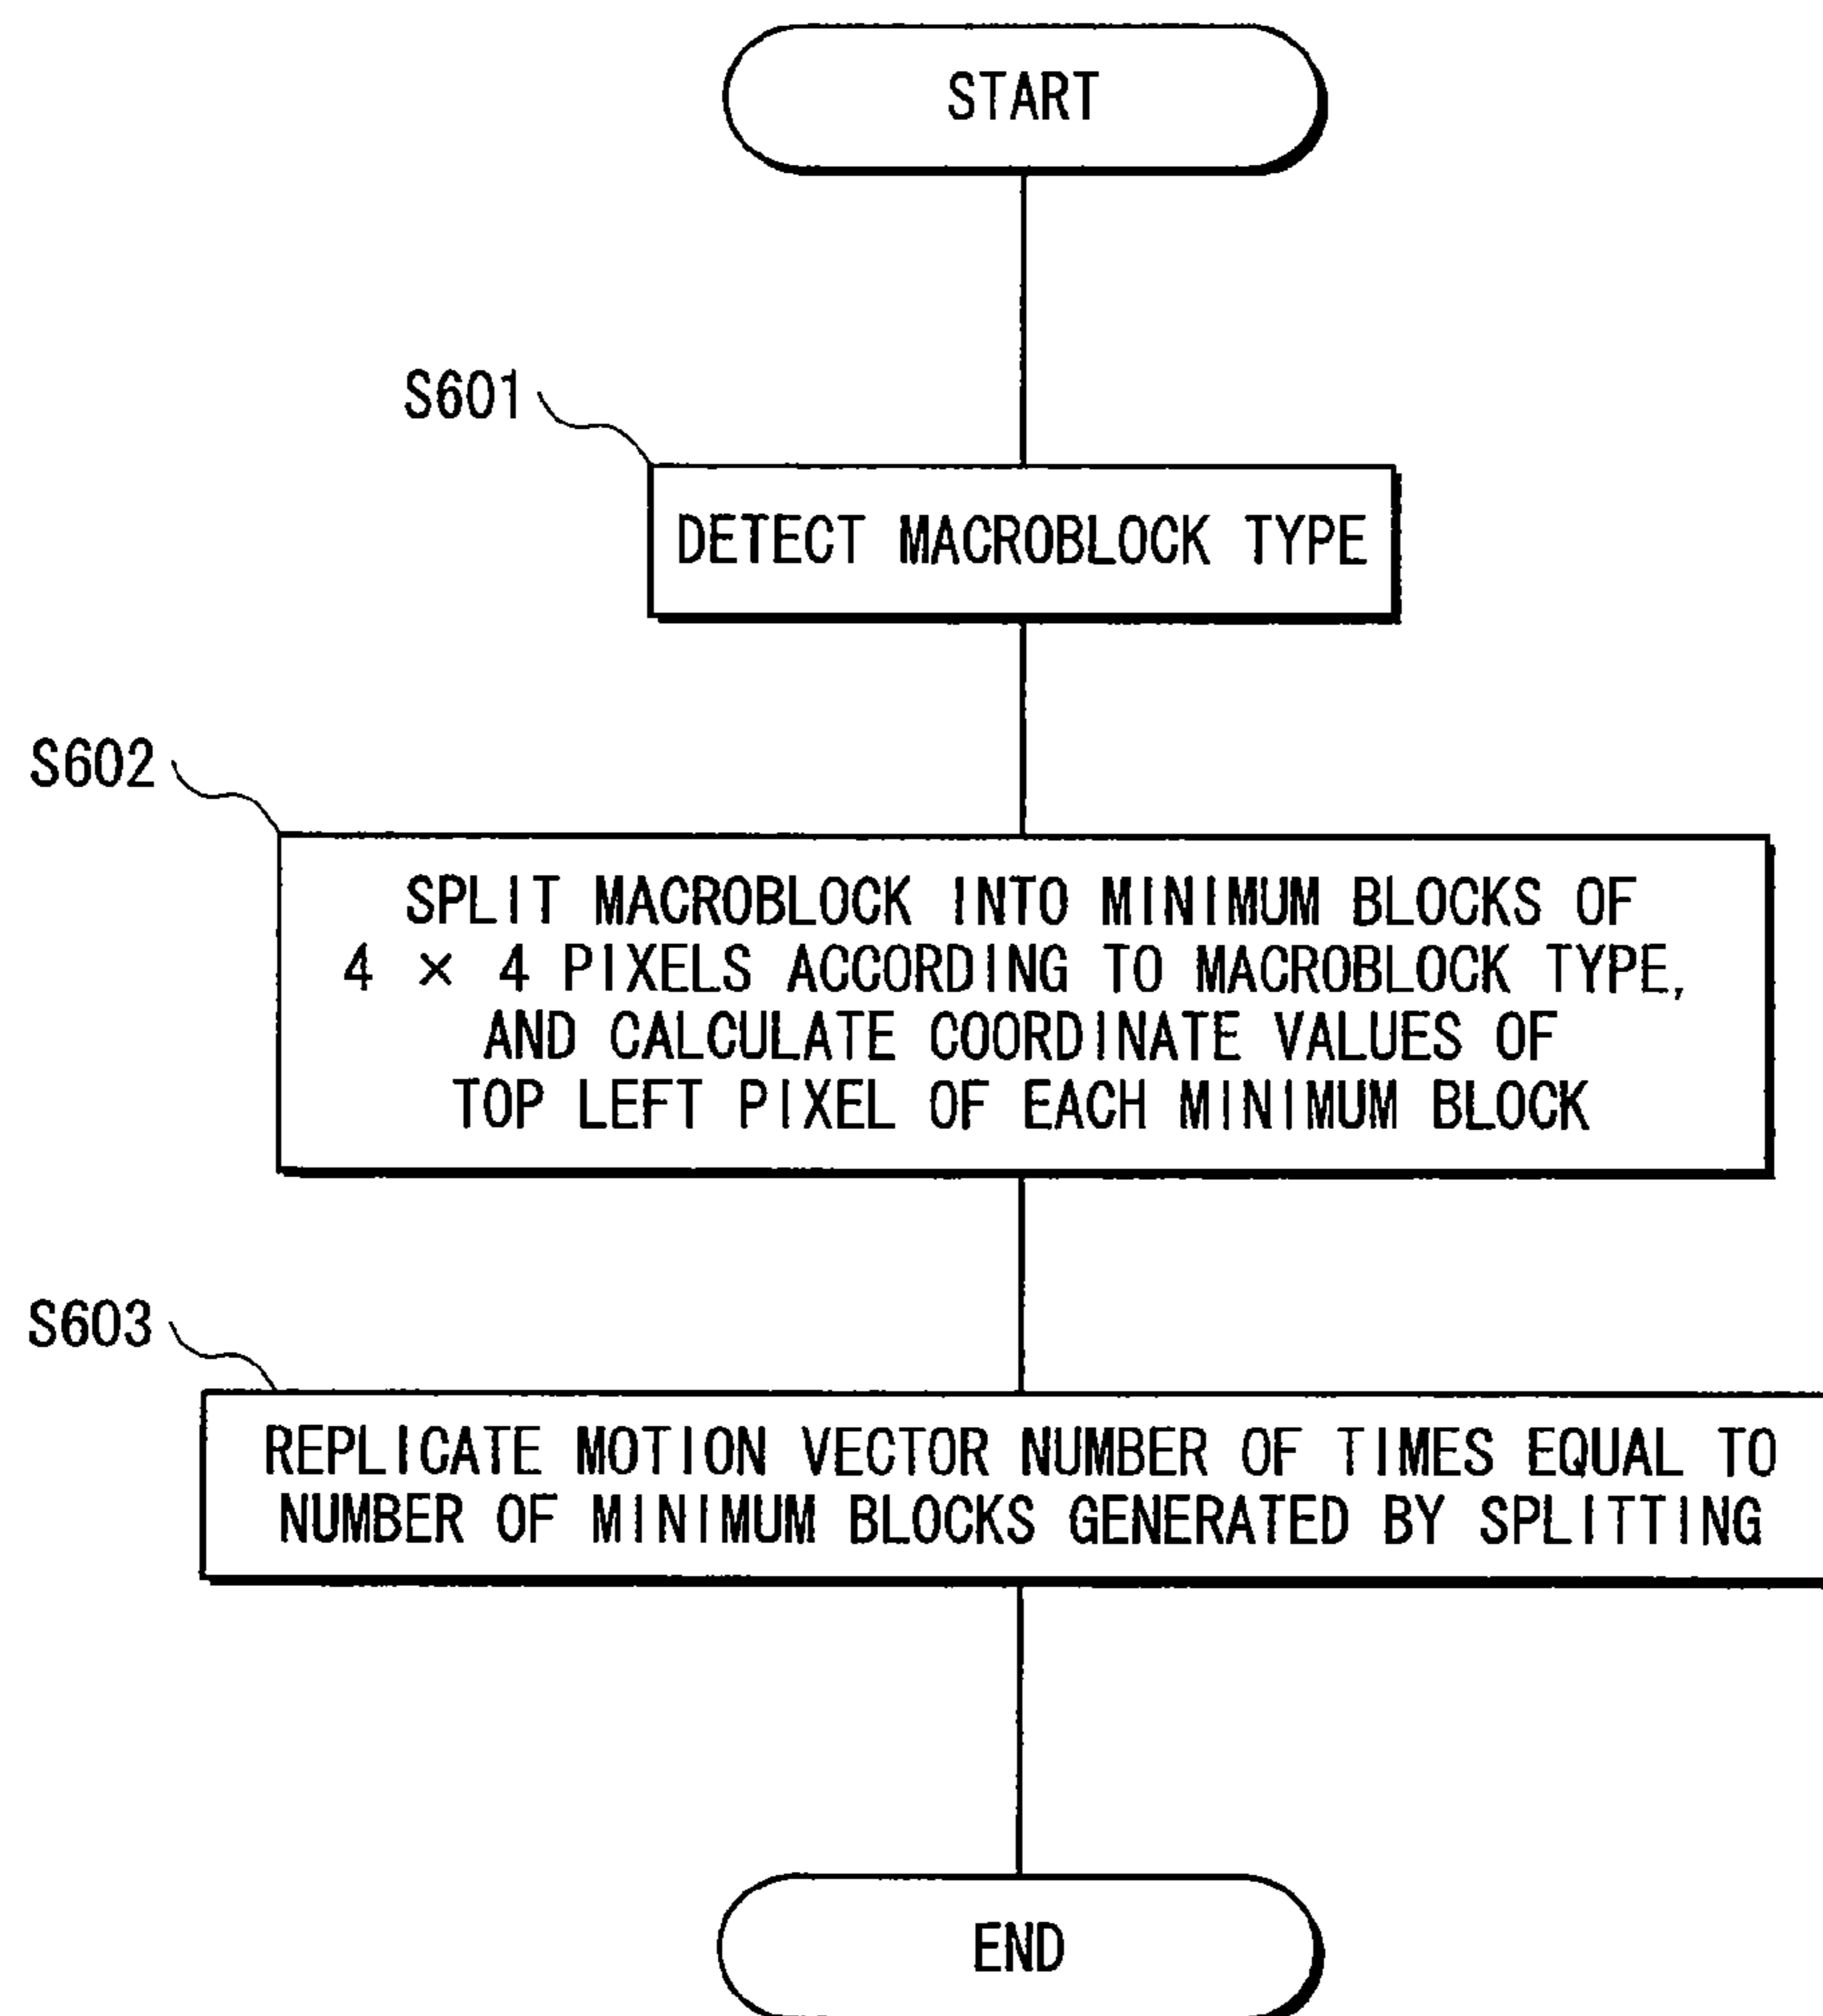 START
S601
DETECT MACROBLOCK TYPE
S602
SPLIT MACROBLOCK INTO MINIMUM BLOCKS OF
4 × 4 PIXELS ACCORDING TO MACROBLOCK TYPE,
AND CALCULATE COORDINATE VALUES OF
TOP LEFT PIXEL OF EACH MINIMUM BLOCK
S603
REPLICATE MOTION VECTOR NUMBER OF TIMES EQUAL TO
NUMBER OF MINIMUM BLOCKS GENERATED BY SPLITTING
END